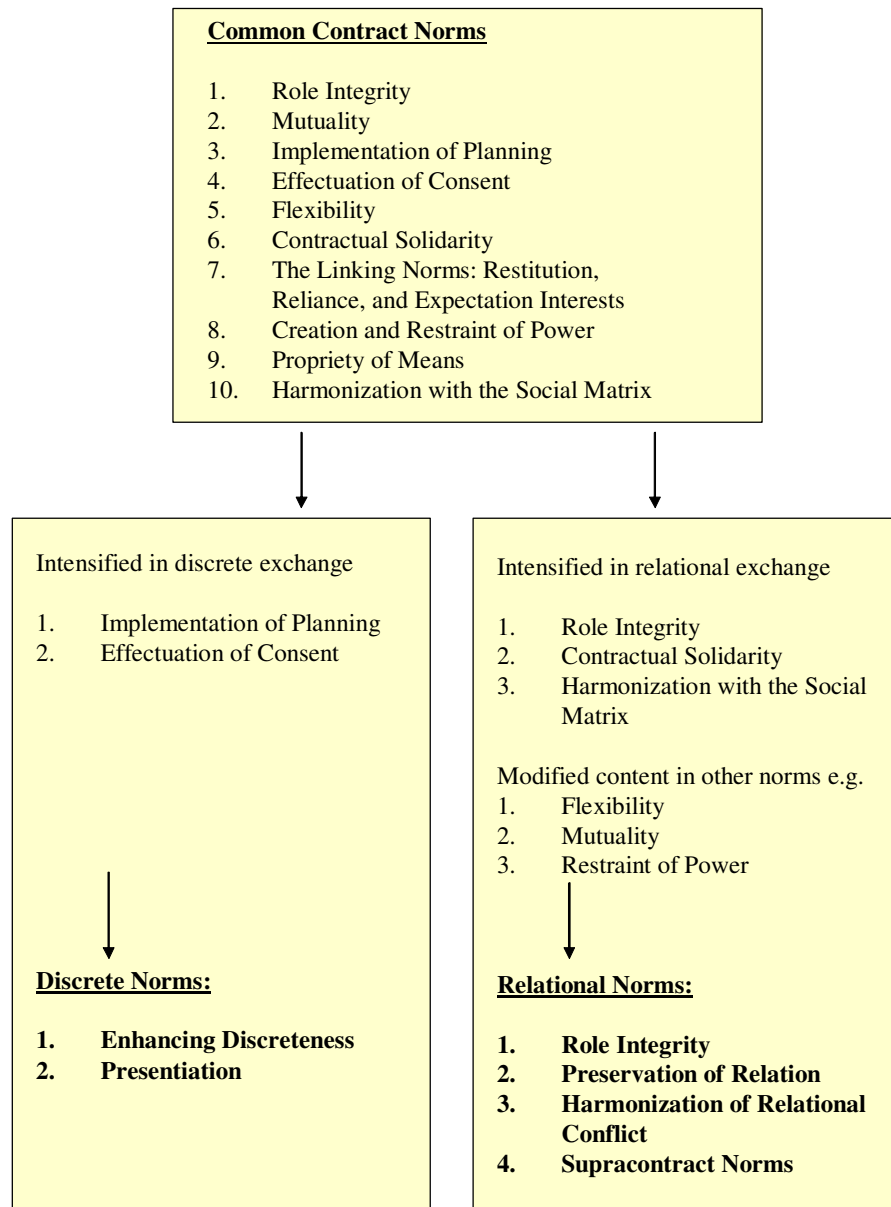 Common Contract Norms
1. Role Integrity
2. Mutuality
3. Implementation of Planning
4. Effectuation of Consent
5. Flexibility
6. Contractual Solidarity
7. The Linking Norms: Restitution,
Reliance, and Expectation Interests
8. Creation and Restraint of Power
9. Propriety of Means
10. Harmonization with the Social Matrix
Intensified in discrete exchange
1. Implementation of Planning
2. Effectuation of Consent
Discrete Norms:
1. Enhancing Discreteness
2. Presentiation
Intensified in relational exchange
1. Role Integrity
2. Contractual Solidarity
3. Harmonization with the Social
Matrix
Modified content in other norms e.g.
1. Flexibility
2. Mutuality
3. Restraint of Power
Relational Norms:
1. Role Integrity
2. Preservation of Relation
3. Harmonization of Relational
Conflict
4. Supracontract Norms